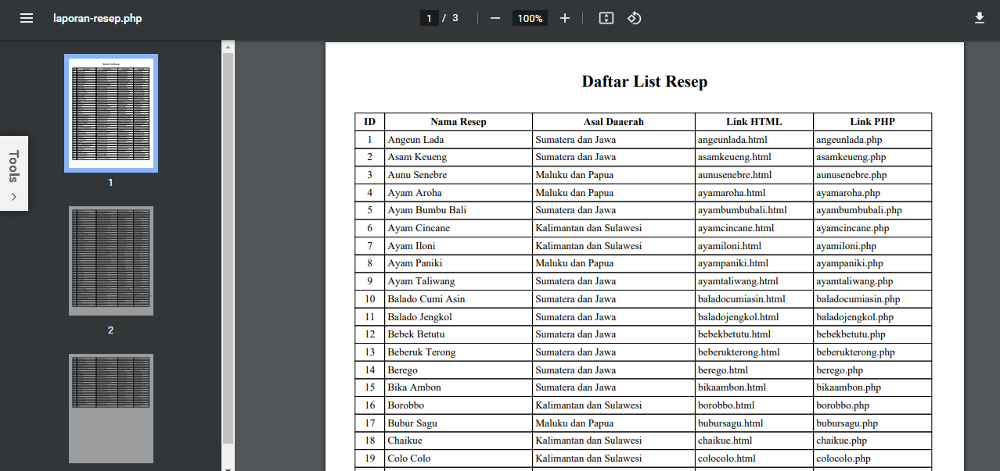 laporan-resep.php
1 / 3
100%
Tools
1
2
Daftar List Resep
ID Nama Resep Asal Daaerah Link HTML Link PHP
1 Angeun Lada Sumatera dan Jawa angeunlada.html angeunlada.php
2 Asam Keueng Sumatera dan Jawa asamkeueng.html asamkeueng.php
3 Aunu Senebre Maluku dan Papua aunusenebre.html aunusenebre.php
4 Ayam Aroha Maluku dan Papua ayamaroha.html ayamaroha.php
5 Ayam Bumbu Bali Sumatera dan Jawa ayambumbubali.html ayambumbubali.php
6 Ayam Cincane Kalimantan dan Sulawesi ayamcincane.html ayamcincane.php
7 Ayam Iloni Kalimantan dan Sulawesi ayamiloni.html ayamiloni.php
8 Ayam Paniki Maluku dan Papua ayampaniki.html ayampaniki.php
9 Ayam Taliwang Sumatera dan Jawa ayamtaliwang.html ayamtaliwang.php
10 Balado Cumi Asin Sumatera dan Jawa baladocumiasin.html baladocumiasin.php
11 Balado Jengkol Sumatera dan Jawa baladojengkol.html baladojengkol.php
12 Bebek Betutu Sumatera dan Jawa bebekbetutu.html bebekbetutu.php
13 Beberuk Terong Sumatera dan Jawa beberukterong.html beberukterong.php
14 Berego Sumatera dan Jawa berego.html berego.php
15 Bika Ambon Sumatera dan Jawa bikaambon.html bikaambon.php
16 Borobbo Kalimantan dan Sulawesi borobbo.html borobbo.php
17 Bubur Sagu Maluku dan Papua bubursagu.html bubursagu.php
18 Chaikue Kalimantan dan Sulawesi chaikue.html chaikue.php
19 Colo Colo Kalimantan dan Sulawesi colocolo.html colocolo.php